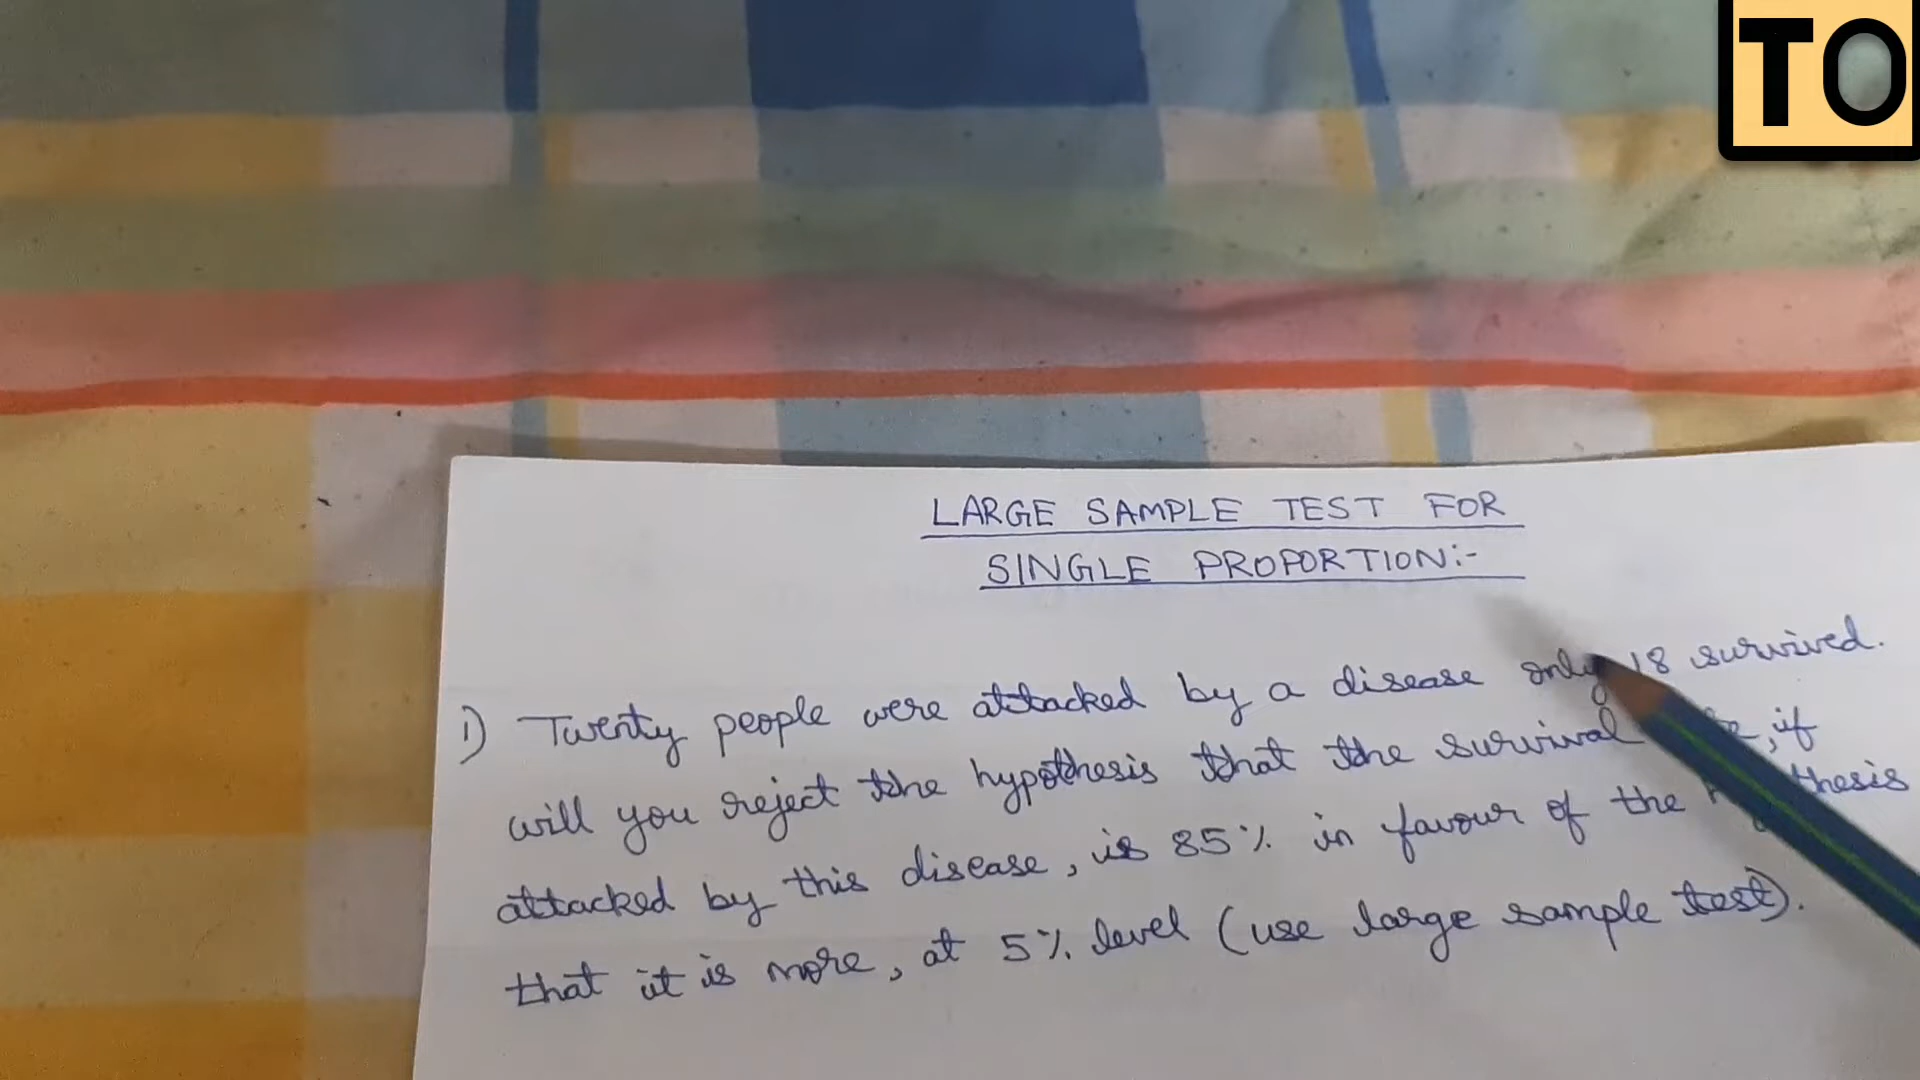 TO
LARGE SAMPLE TEST FOR
SINGLE PROPORTION:-
1) Twenty people were attacked by a disease only 18 survived.
will you reject the hypothesis that the survival , if
attacked by this disease, is 85% in favour of the
that it is more, at 5% level (use large sample test).